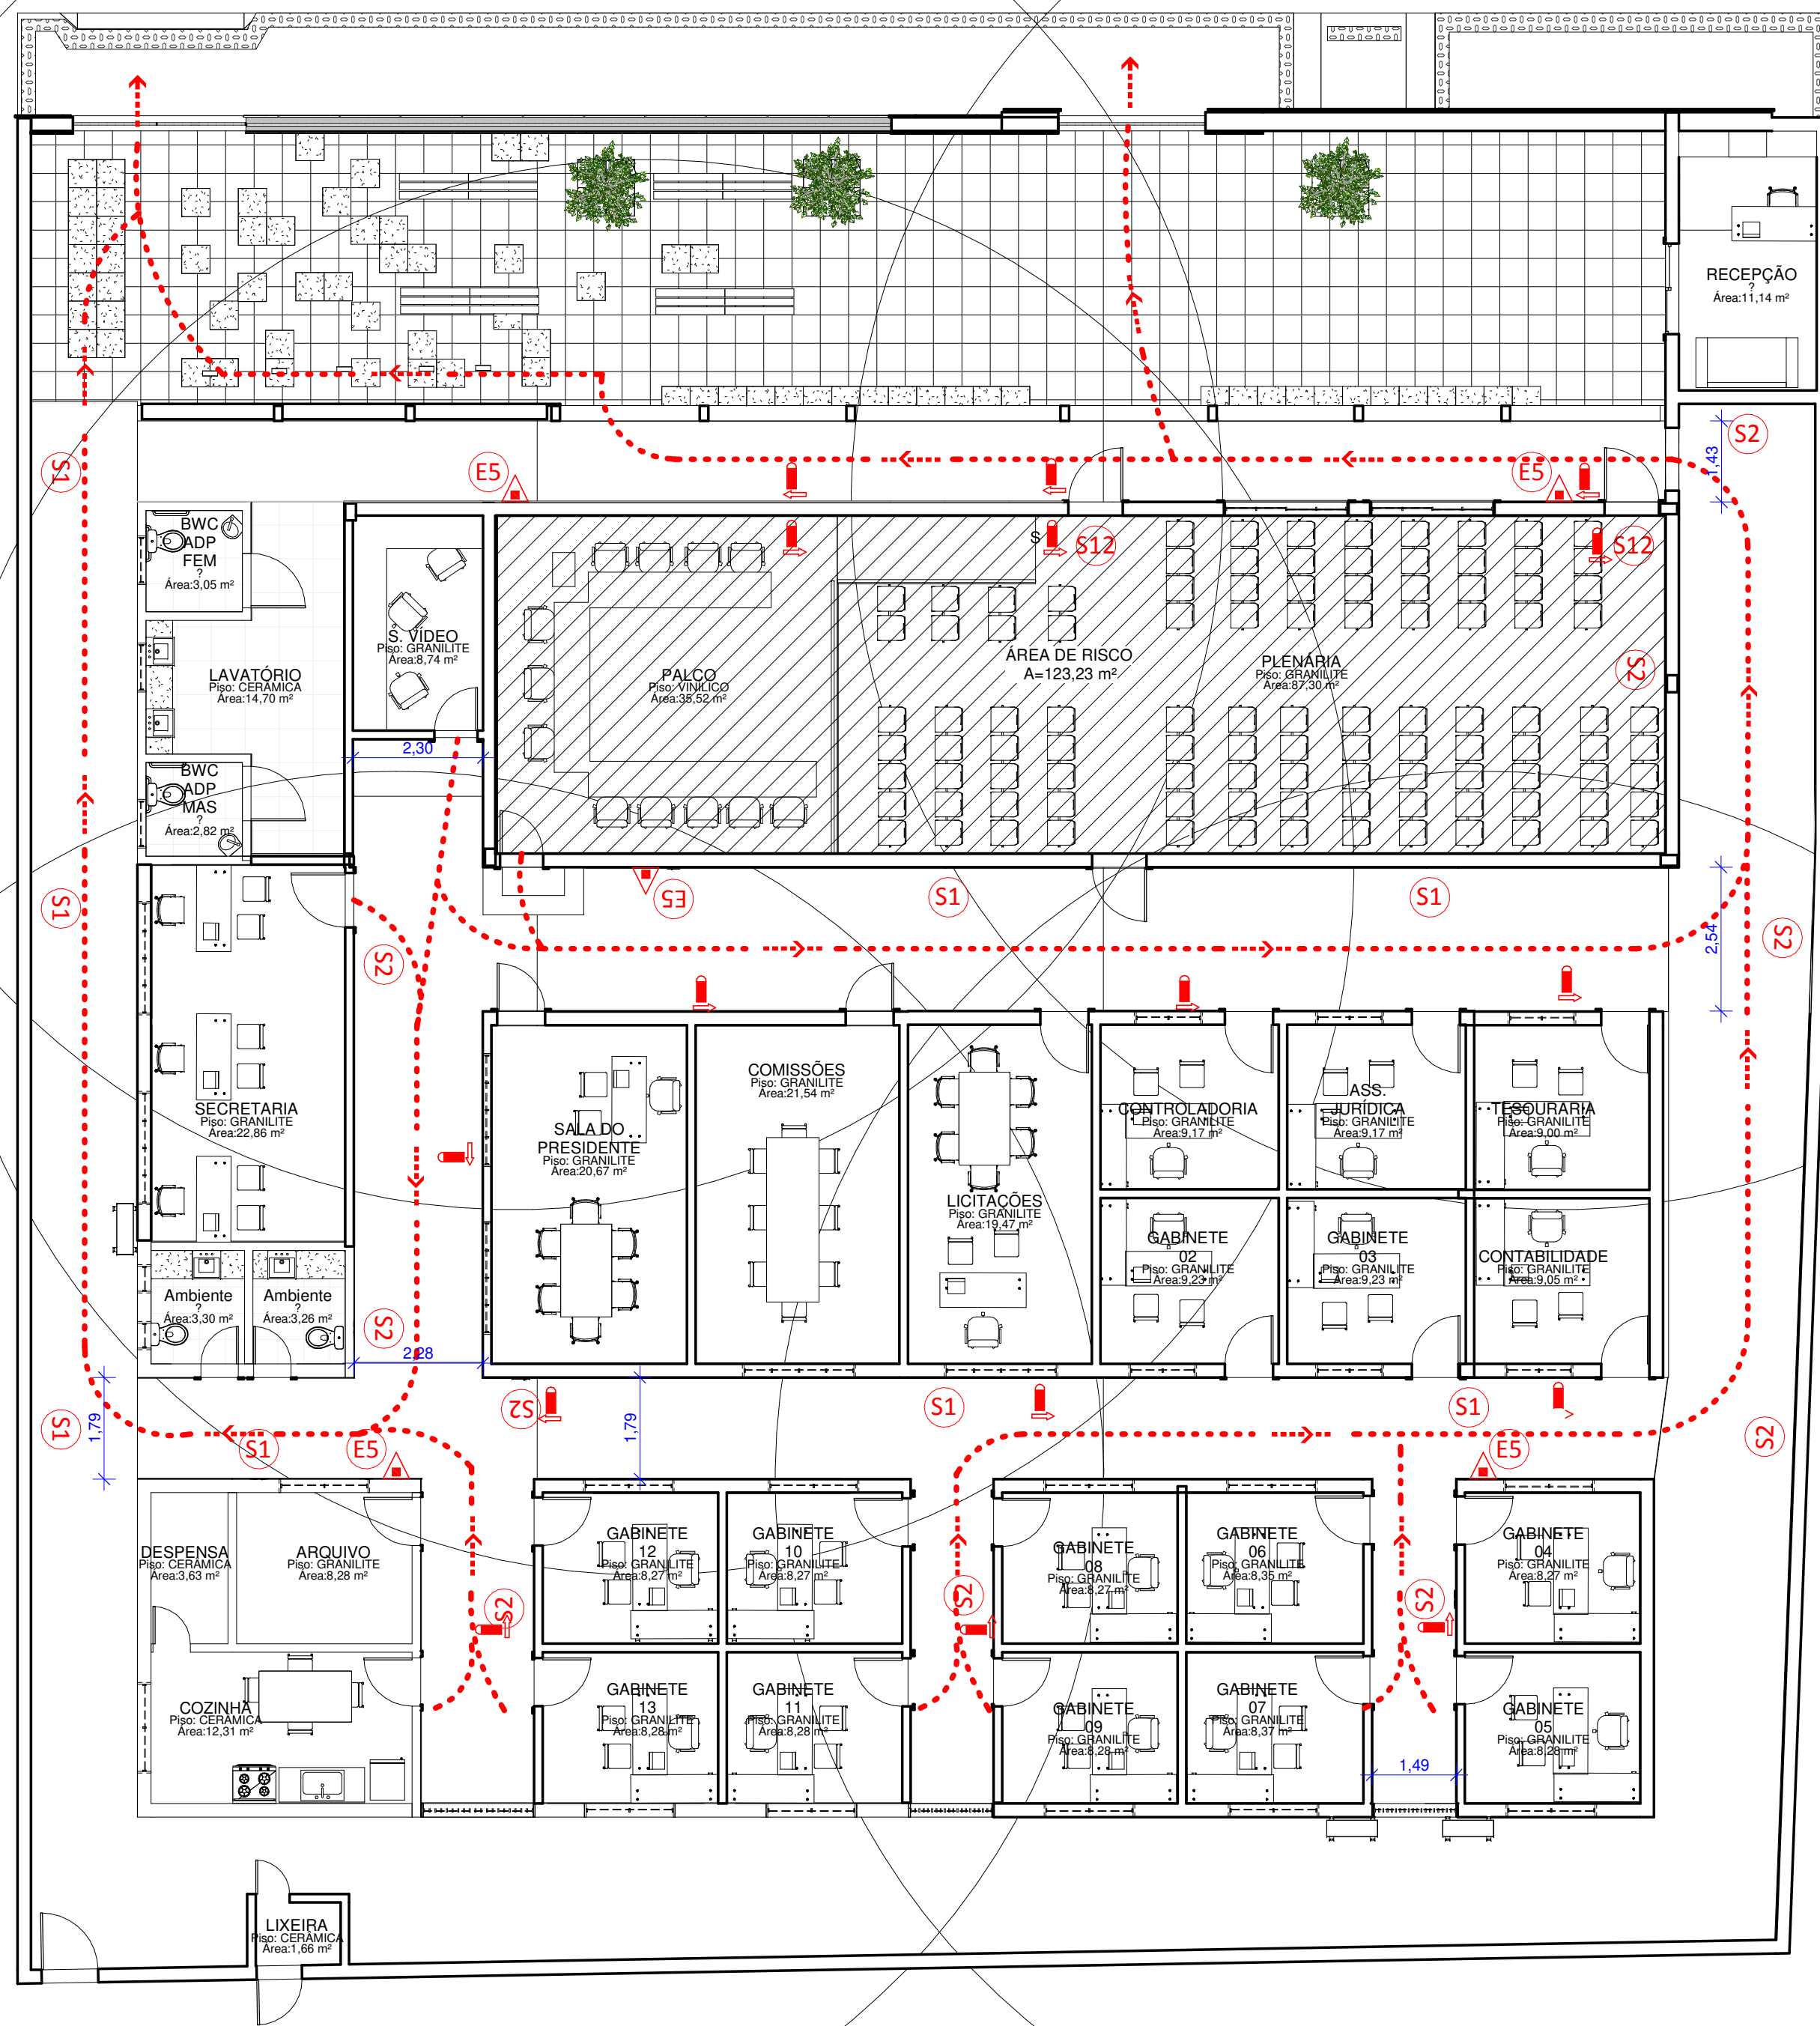 RECEPÇÃO
?
Área:11,14 m²
S2
1,43
S1
E5
E5
BWC
ADP
FEM
?
Área:3,05 m²
S12
S12
S
S. VÍDEO
Piso: GRANILITE
Área:8,74 m²
LAVATÓRIO
Piso: CERÂMICA
Área:14,70 m²
PALCO
Piso: VINILICO
Área:35,52 m²
ÁREA DE RISCO
A=123,23 m²
PLENÁRIA
Piso: GRANILITE
Área:87,30 m²
S2
2,30
BWC
ADP
MAS
?
Área:2,82 m²
S1
E5
S1
S1
S2
2,54
S2
SECRETARIA
Piso: GRANILITE
Área:22,86 m²
SALA DO
PRESIDENTE
Piso: GRANILITE
Área:20,67 m²
COMISSÕES
Piso: GRANILITE
Área:21,54 m²
LICITAÇÕES
Piso: GRANILITE
Área:19,47 m²
CONTROLADORIA
Piso: GRANILITE
Área:9,17 m²
ASS.
JURÍDICA
Piso: GRANILITE
Área:9,17 m²
TESOURARIA
Piso: GRANILITE
Área:9,00 m²
GABINETE
02
Piso: GRANILITE
Área:9,23 m²
GABINETE
03
Piso: GRANILITE
Área:9,23 m²
CONTABILIDADE
Piso: GRANILITE
Área:9,05 m²
Ambiente
?
Área:3,30 m²
Ambiente
?
Área:3,26 m²
S2
2,28
S1
1,79
S1
E5
S2
1,79
S1
S1
E5
S2
DESPENSA
Piso: CERÂMICA
Área:3,63 m²
ARQUIVO
Piso: GRANILITE
Área:8,28 m²
S2
GABINETE
12
Piso: GRANILITE
Área:8,27 m²
GABINETE
10
Piso: GRANILITE
Área:8,27 m²
S2
GABINETE
08
Piso: GRANILITE
Área:8,27 m²
GABINETE
06
Piso: GRANILITE
Área:8,35 m²
S2
GABINETE
04
Piso: GRANILITE
Área:8,27 m²
COZINHA
Piso: CERÂMICA
Área:12,31 m²
GABINETE
13
Piso: GRANILITE
Área:8,28 m²
GABINETE
11
Piso: GRANILITE
Área:8,28 m²
GABINETE
09
Piso: GRANILITE
Área:8,28 m²
GABINETE
07
Piso: GRANILITE
Área:8,37 m²
GABINETE
05
Piso: GRANILITE
Área:8,28 m²
1,49
LIXEIRA
Piso: CERÂMICA
Área:1,66 m²